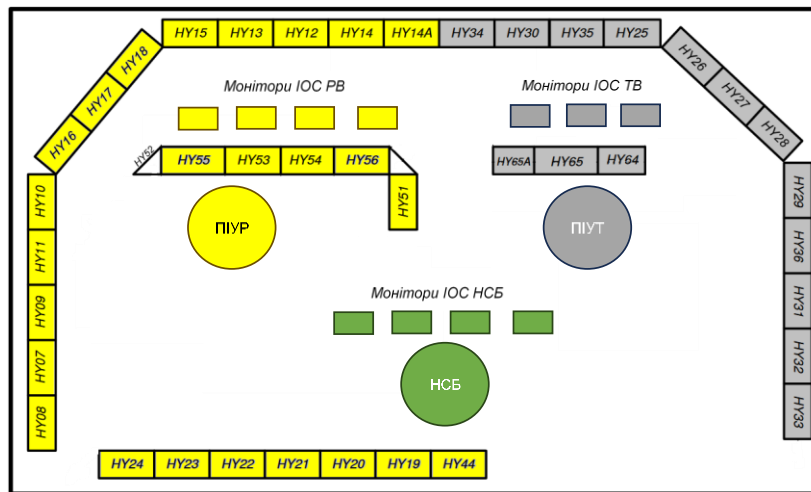 HY15 HY13 HY12 HY14 HY14A HY34 HY30 HY35 HY25
HY18
HY17
HY16
HY26
HY27
HY28
Монітори ІОС РВ
Монітори ІОС ТВ
HY52
HY55 HY53 HY54 HY56
HY51
HY65A HY65 HY64
HY10
HY11
HY09
HY07
HY08
HY29
HY36
HY31
HY32
HY33
ПІУР
ПІУТ
Монітори ІОС НСБ
НСБ
HY24 HY23 HY22 HY21 HY20 HY19 HY44